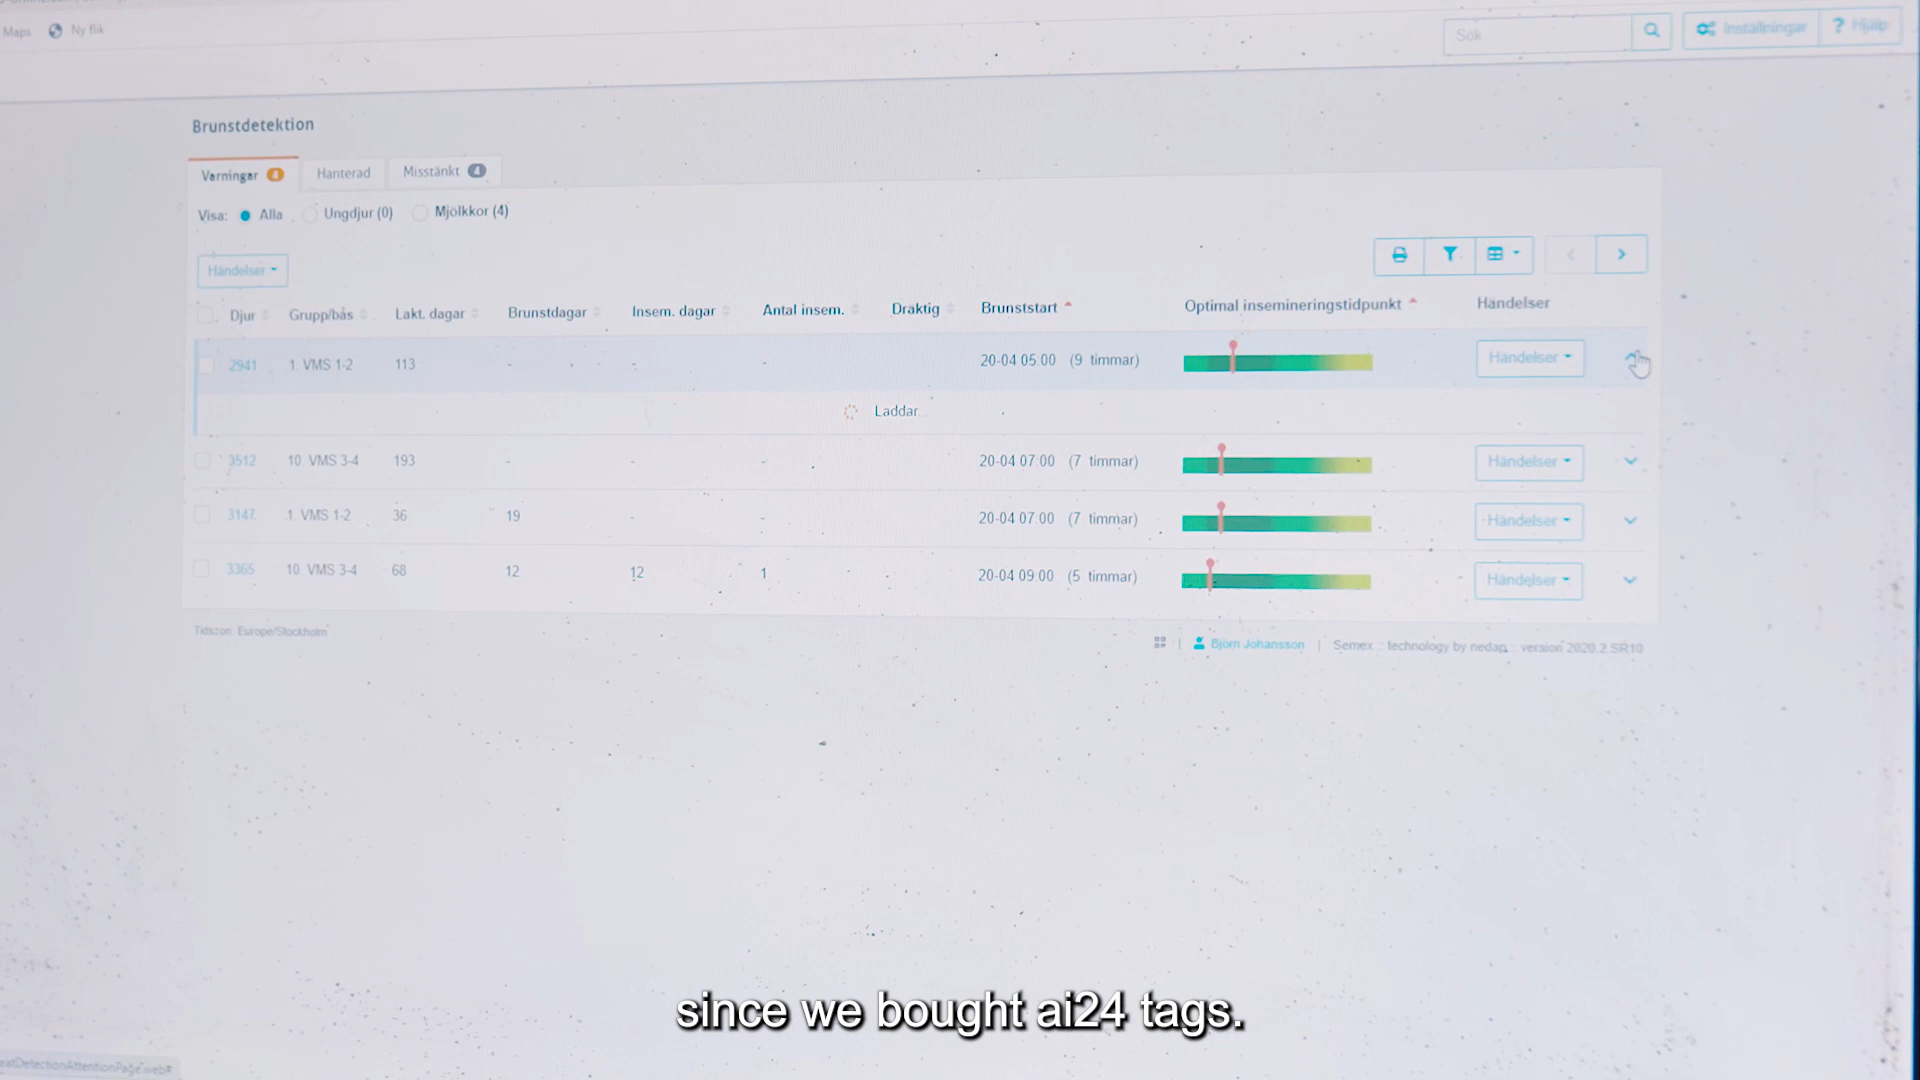 Maps Ny flik
Sök Inställningar ? Hjälp
Brunstdetektion
Varningar 4 Hanterad Misstänkt 4
Visa: Alla Ungdjur (0) Mjölkkor (4)
Händelser
Djur Grupp/bås Lakt. dagar Brunstdagar Insem. dagar Antal insem. Dräktig Brunststart Optimal insemineringstidpunkt Händelser
2941 1. VMS 1-2 113 - - - 20-04 05:00 (9 timmar) Händelser
Laddar...
3512 10. VMS 3-4 193 - - - 20-04 07:00 (7 timmar) Händelser
3147 1. VMS 1-2 36 19 - - 20-04 07:00 (7 timmar) Händelser
3365 10. VMS 3-4 68 12 12 1 20-04 09:00 (5 timmar) Händelser
Tidszon: Europe/Stockholm
Björn Johansson | Semex :: technology by nedap :: version 2020.2.SR10
since we bought ai24 tags.
eatDetectionAttentionPage.web#